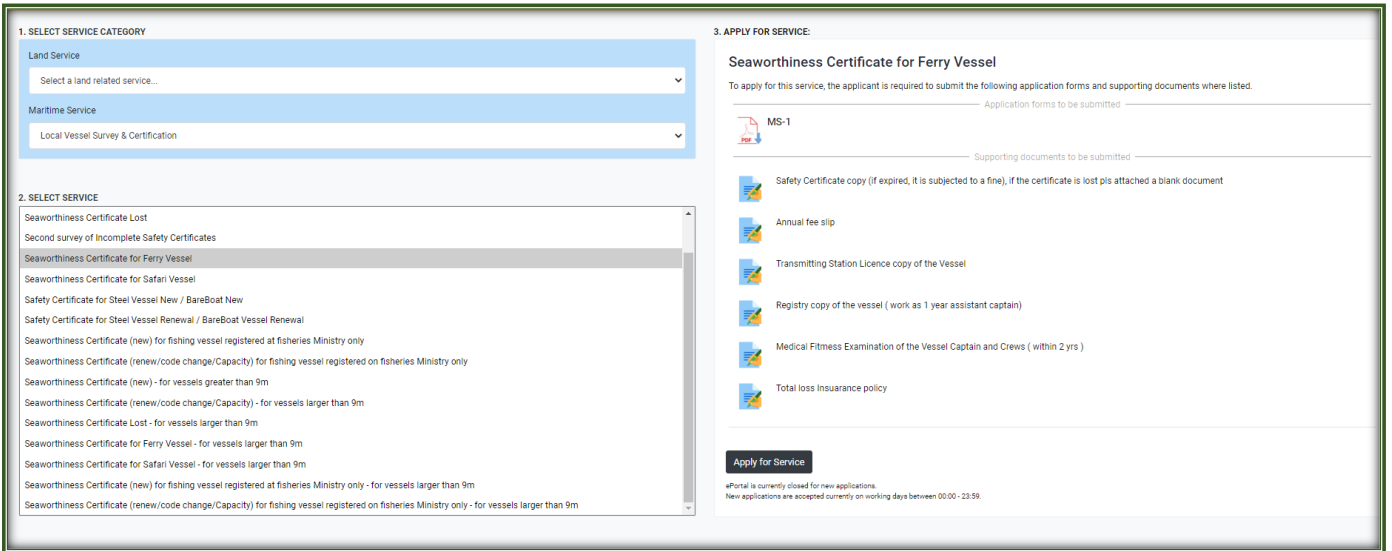 1. SELECT SERVICE CATEGORY
Land Service
Select a land related service...
Maritime Service
Local Vessel Survey & Certification
2. SELECT SERVICE
Seaworthiness Certificate Lost
Second survey of Incomplete Safety Certificates
Seaworthiness Certificate for Ferry Vessel
Seaworthiness Certificate for Safari Vessel
Safety Certificate for Steel Vessel New / BareBoat New
Safety Certificate for Steel Vessel Renewal / BareBoat Vessel Renewal
Seaworthiness Certificate (new) for fishing vessel registered at fisheries Ministry only
Seaworthiness Certificate (renew/code change/Capacity) for fishing vessel registered on fisheries Ministry only
Seaworthiness Certificate (new) - for vessels greater than 9m
Seaworthiness Certificate (renew/code change/Capacity) - for vessels larger than 9m
Seaworthiness Certificate Lost - for vessels larger than 9m
Seaworthiness Certificate for Ferry Vessel - for vessels larger than 9m
Seaworthiness Certificate for Safari Vessel - for vessels larger than 9m
Seaworthiness Certificate (new) for fishing vessel registered at fisheries Ministry only - for vessels larger than 9m
Seaworthiness Certificate (renew/code change/Capacity) for fishing vessel registered on fisheries Ministry only - for vessels larger than 9m
3. APPLY FOR SERVICE:
Seaworthiness Certificate for Ferry Vessel
To apply for this service, the applicant is required to submit the following application forms and supporting documents where listed.
Application forms to be submitted
MS-1
PDF
Supporting documents to be submitted
Safety Certificate copy (if expired, it is subjected to a fine), if the certificate is lost pls attached a blank document
Annual fee slip
Transmitting Station Licence copy of the Vessel
Registry copy of the vessel ( work as 1 year assistant captain)
Medical Fitness Examination of the Vessel Captain and Crews ( within 2 yrs )
Total loss Insuarance policy
Apply for Service
ePortal is currently closed for new applications.
New applications are accepted currently on working days between 00:00 - 23:59.